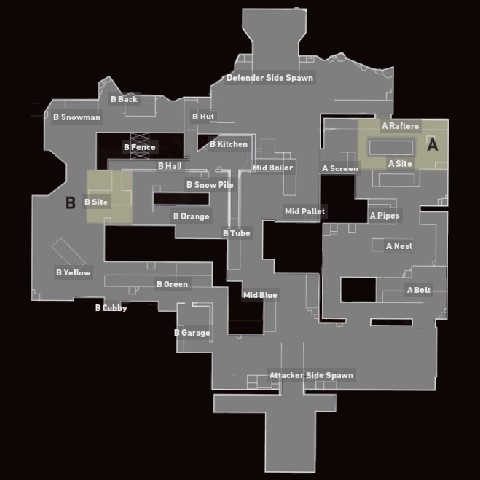 Defender Side Spawn
B Back
B Snowman
B Hut
A Rafters
B Fence
B Kitchen
A
B Hall
Mid Boiler
A Screen
A Site
B Snow Pile
B
B Site
B Orange
Mid Pallet
A Pipes
B Tube
A Nest
B Yellow
B Green
A Belt
Mid Blue
B Cubby
B Garage
Attacker Side Spawn